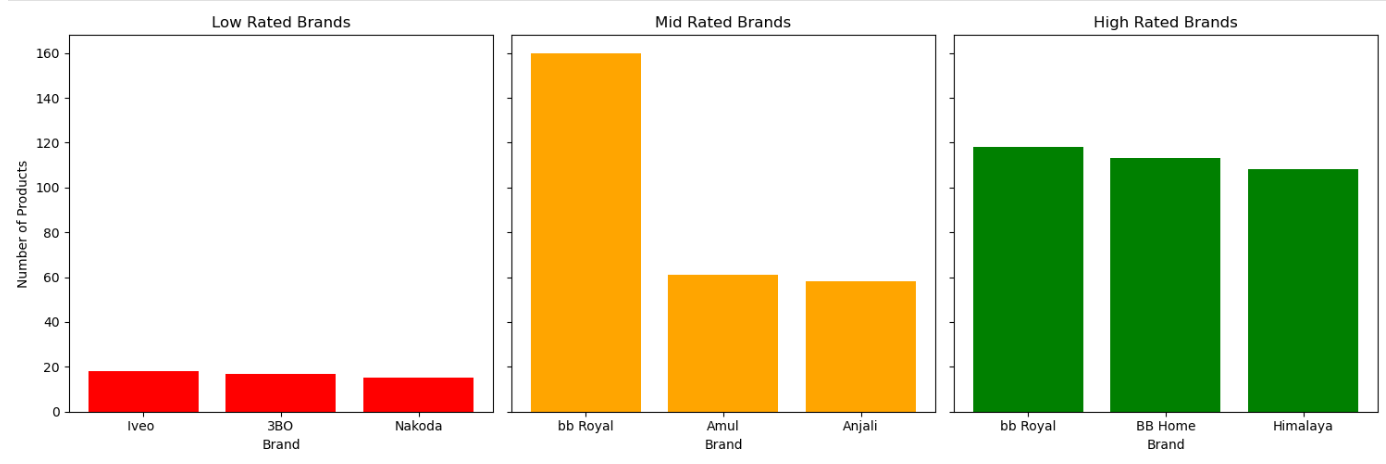 Low Rated Brands
Mid Rated Brands
High Rated Brands
Number of Products
160
140
120
100
80
60
40
20
0
Iveo 3BO Nakoda
Brand
bb Royal Amul Anjali
Brand
bb Royal BB Home Himalaya
Brand